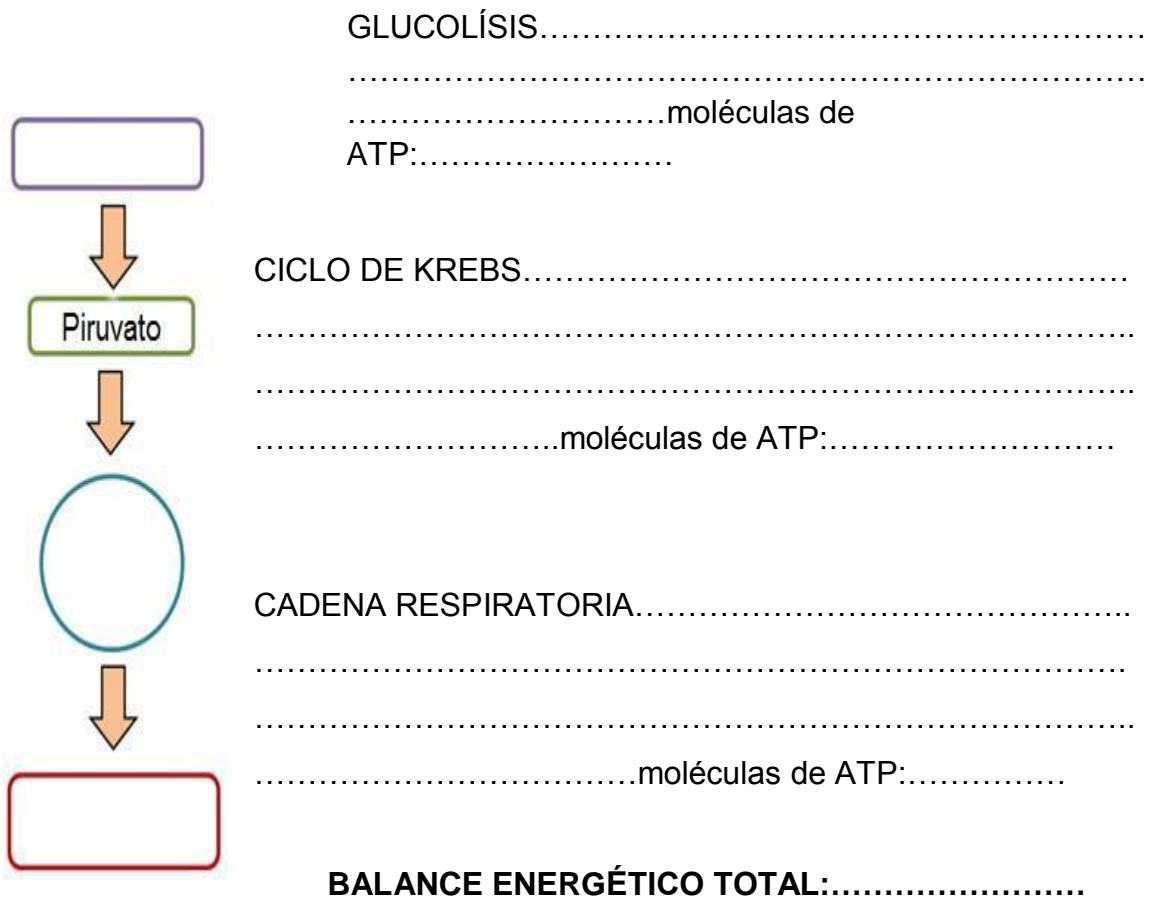 GLUCOLÍSIS…………………………………………………
…………………………………………………………………
…………………………moléculas de
ATP:……………………
CICLO DE KREBS…………………………………………………
Piruvato
………………………………………………………………………..
………………………………………………………………………..
………………………..moléculas de ATP:………………………
CADENA RESPIRATORIA………………………………………..
……………………………………………………………………….
………………………………………………………………………..
………………………………moléculas de ATP:……………
BALANCE ENERGÉTICO TOTAL:……………………